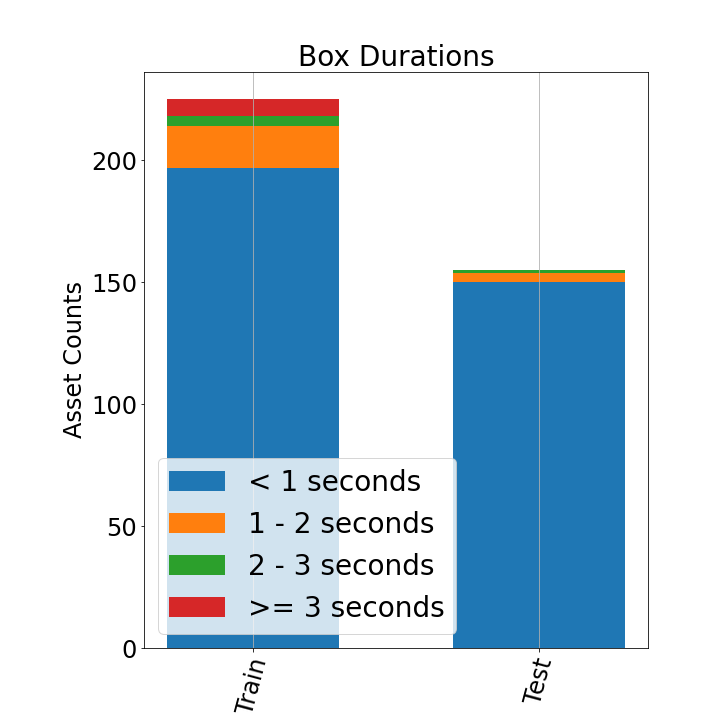 Box Durations
Asset Counts
200
150
100
50
0
< 1 seconds
1 - 2 seconds
2 - 3 seconds
>= 3 seconds
Train
Test